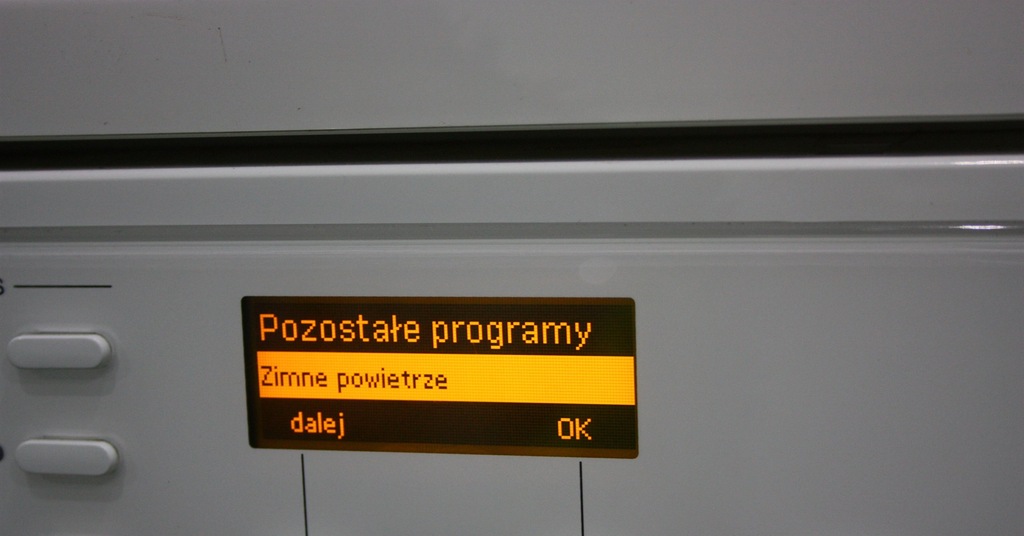 Pozostałe programy
Zimne powietrze
dalej OK